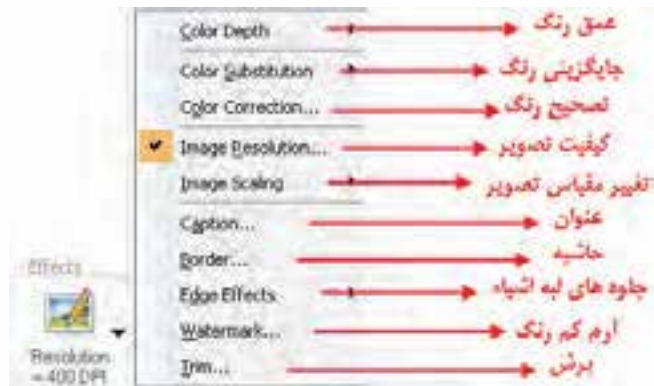 Color Depth عمق رنگ
Color Substitution جایگزینی رنگ
Color Correction... تصحیح رنگ
Image Resolution... کیفیت تصویر
Image Scaling تغییر مقیاس تصویر
Caption... عنوان
Border... حاشیه
Edge Effects جلوه های لبه اشیاء
Watermark... آرم کم رنگ
Trim... برش
Effects
Resolution
= 400 DPI